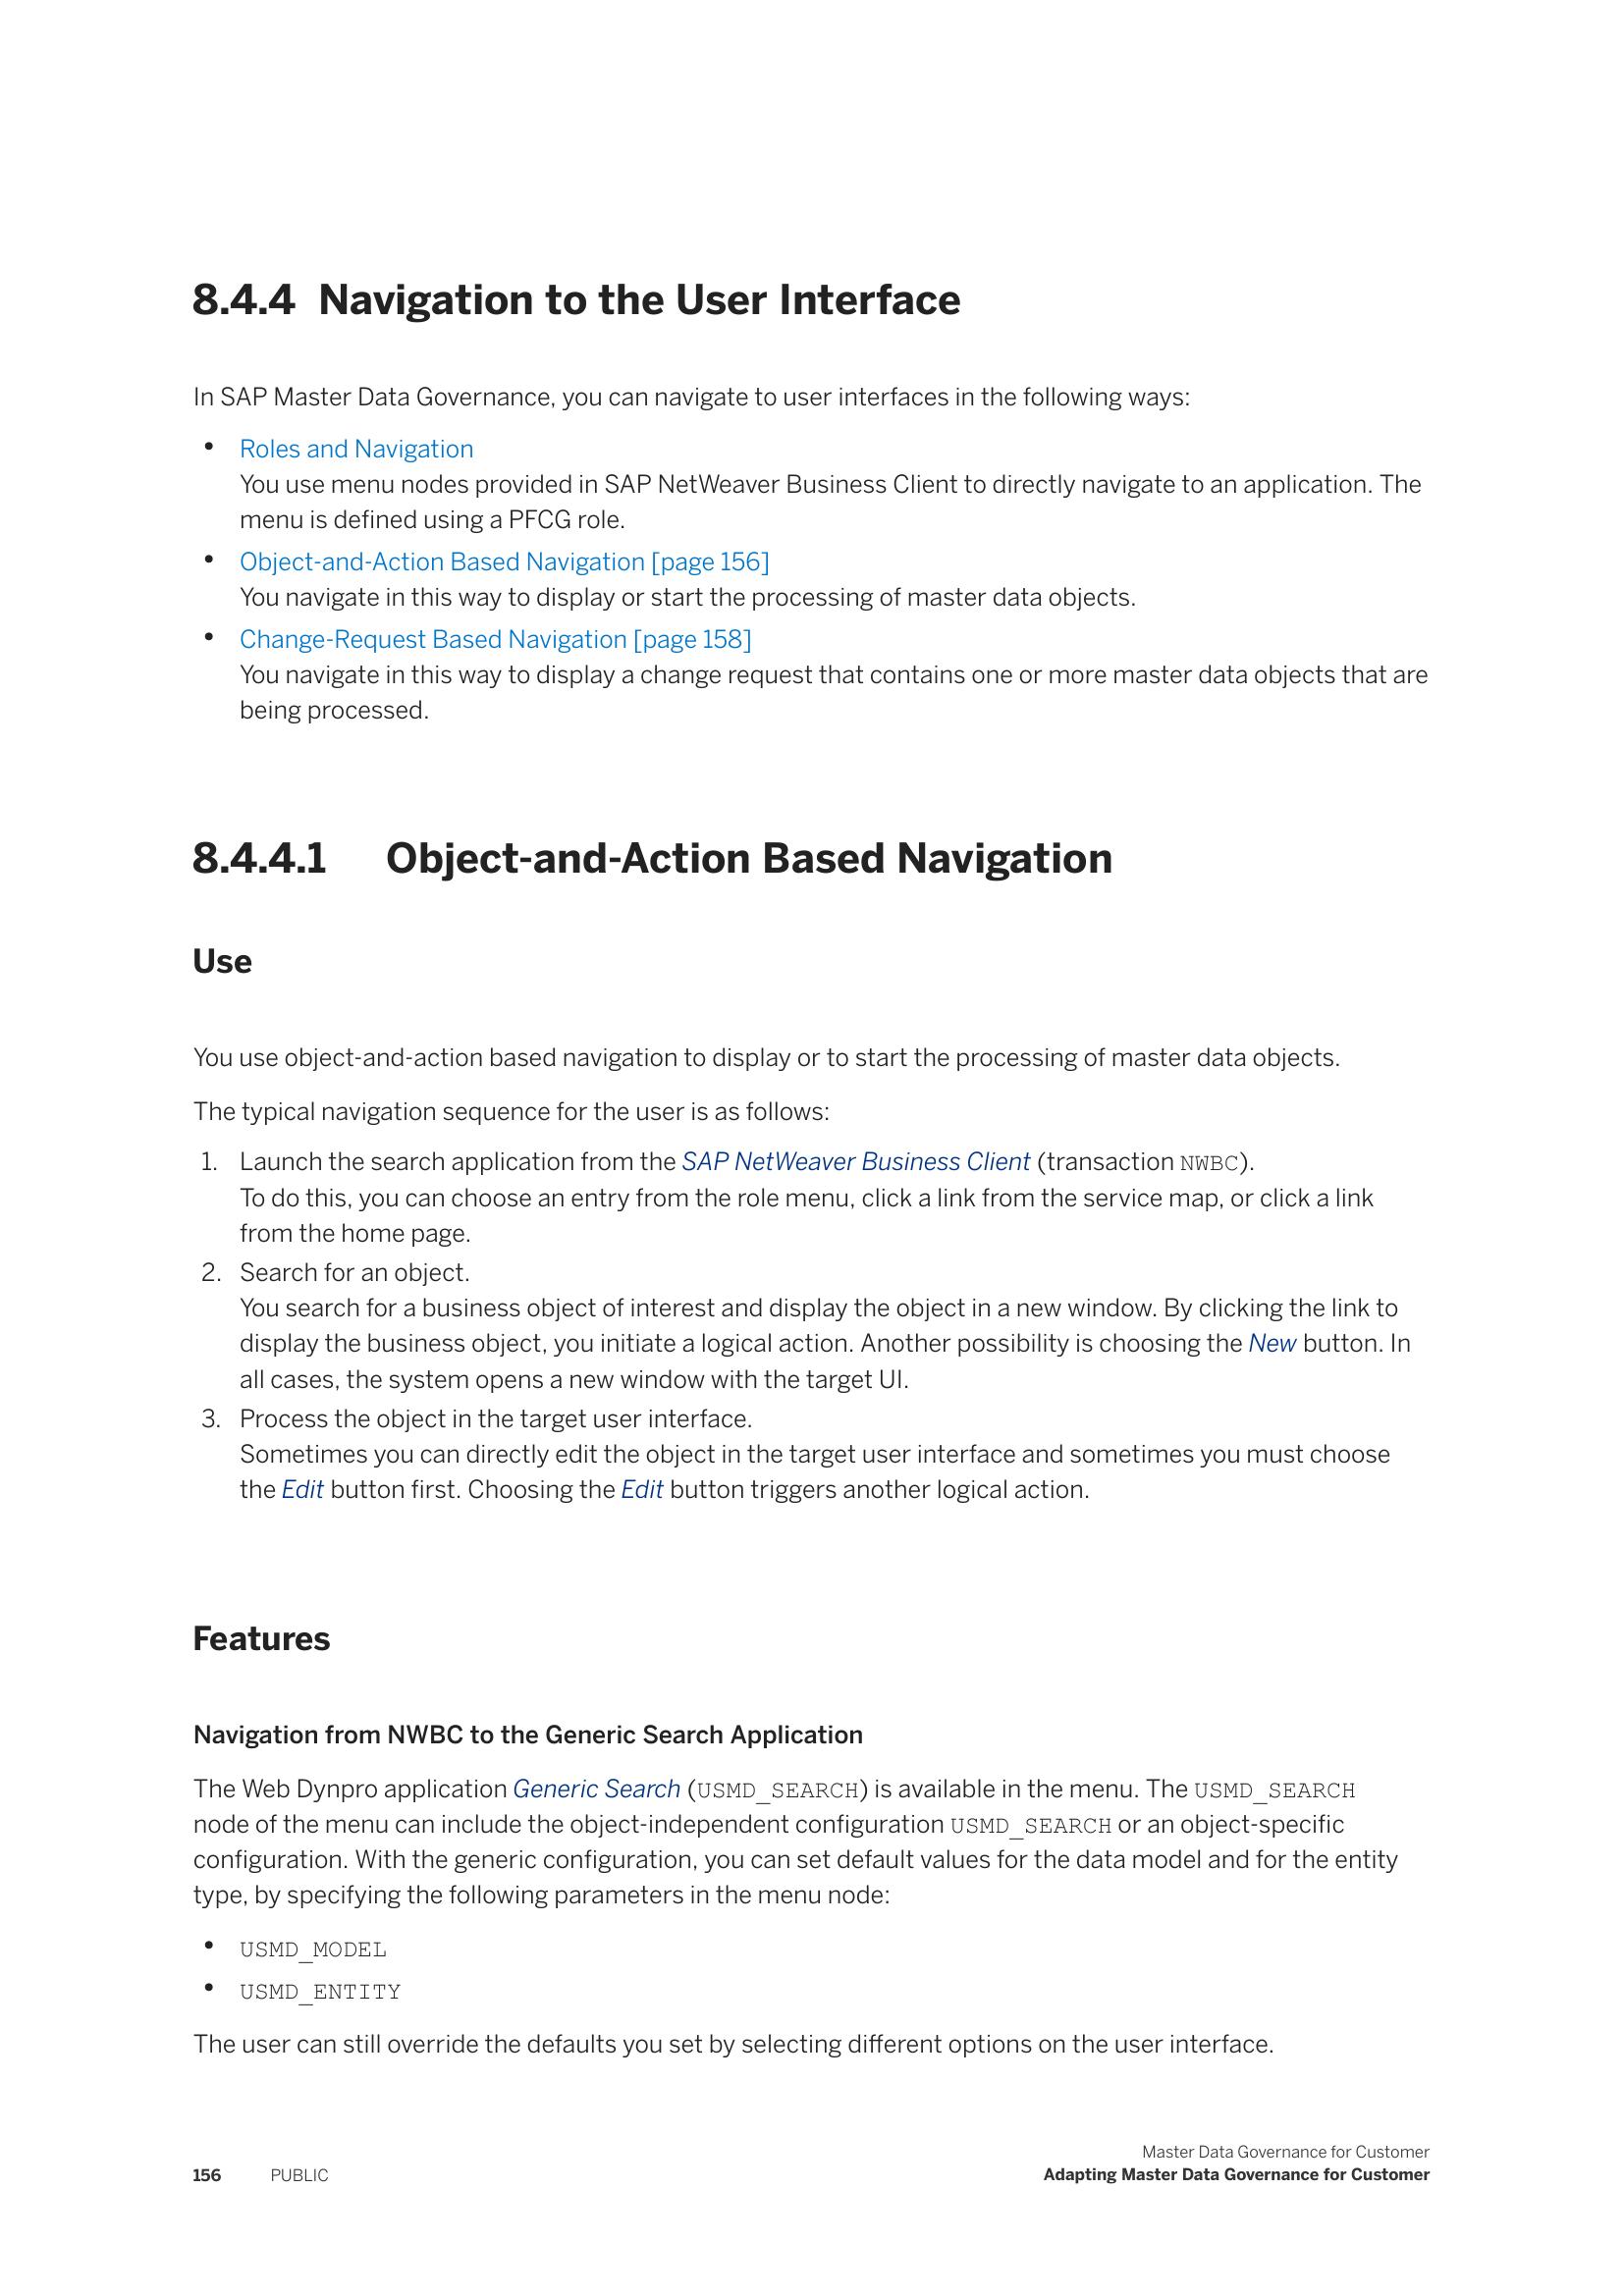 8.4.4 Navigation to the User Interface
In SAP Master Data Governance, you can navigate to user interfaces in the following ways:
• Roles and Navigation
You use menu nodes provided in SAP NetWeaver Business Client to directly navigate to an application. The
menu is defined using a PFCG role.
• Object-and-Action Based Navigation [page 156]
You navigate in this way to display or start the processing of master data objects.
• Change-Request Based Navigation [page 158]
You navigate in this way to display a change request that contains one or more master data objects that are
being processed.
8.4.4.1 Object-and-Action Based Navigation
Use
You use object-and-action based navigation to display or to start the processing of master data objects.
The typical navigation sequence for the user is as follows:
1. Launch the search application from the SAP NetWeaver Business Client (transaction NWBC).
To do this, you can choose an entry from the role menu, click a link from the service map, or click a link
from the home page.
2. Search for an object.
You search for a business object of interest and display the object in a new window. By clicking the link to
display the business object, you initiate a logical action. Another possibility is choosing the New button. In
all cases, the system opens a new window with the target UI.
3. Process the object in the target user interface.
Sometimes you can directly edit the object in the target user interface and sometimes you must choose
the Edit button first. Choosing the Edit button triggers another logical action.
Features
Navigation from NWBC to the Generic Search Application
The Web Dynpro application Generic Search (USMD_SEARCH) is available in the menu. The USMD_SEARCH
node of the menu can include the object-independent configuration USMD_SEARCH or an object-specific
configuration. With the generic configuration, you can set default values for the data model and for the entity
type, by specifying the following parameters in the menu node:
• USMD_MODEL
• USMD_ENTITY
The user can still override the defaults you set by selecting different options on the user interface.
Master Data Governance for Customer
156 PUBLIC Adapting Master Data Governance for Customer